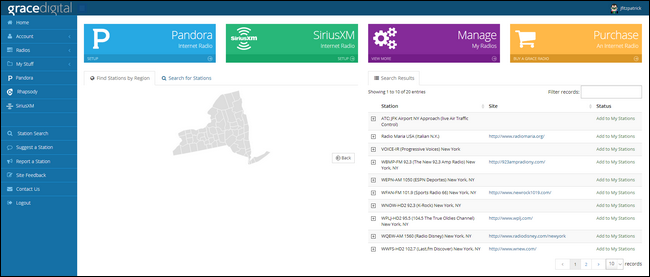 gracedigital
jfitzpatrick
Home
Account
Radios
My Stuff
Pandora
Rhapsody
SiriusXM
Station Search
Suggest a Station
Report a Station
Site Feedback
Contact Us
Logout
P
Pandora
Internet Radio
SETUP
SiriusXM
SiriusXM
Internet Radio
SETUP
Manage
My Radios
VIEW MORE
Purchase
An Internet Radio
BUY A GRACE RADIO
Find Stations by Region
Search for Stations
Back
Search Results
Showing 1 to 10 of 20 entries
Filter records:
Station Site Status
ATC JFK Airport NY Approach (live Air Traffic Control) Add to My Stations
Radio Maria USA (Italian N.Y.) http://www.radiomaria.org/ Add to My Stations
VOICE-VR (Progressive Voices) New York Add to My Stations
WBMP-FM 92.3 (The New 92.3 Amp Radio) New York, NY http://923ampradiony.com/ Add to My Stations
WEPN-AM 1050 (ESPN-Deportes) New York, NY Add to My Stations
WFAN-FM 101.9 (Sports Radio 66) New York, NY http://www.newrock1019.com/ Add to My Stations
WNOW-HD2 92.3 (K-Rock) New York, NY Add to My Stations
WPLJ-HD2 95.5 (104.5 The True Oldies Channel) New York, NY http://www.wplj.com/ Add to My Stations
WQEW-AM 1560 (Radio Disney) New York, NY http://www.radiodisney.com/newyork Add to My Stations
WWFS-HD2 102.7 (Last.fm Discover) New York, NY http://wnew.com/ Add to My Stations
« 1 2 » 10 records